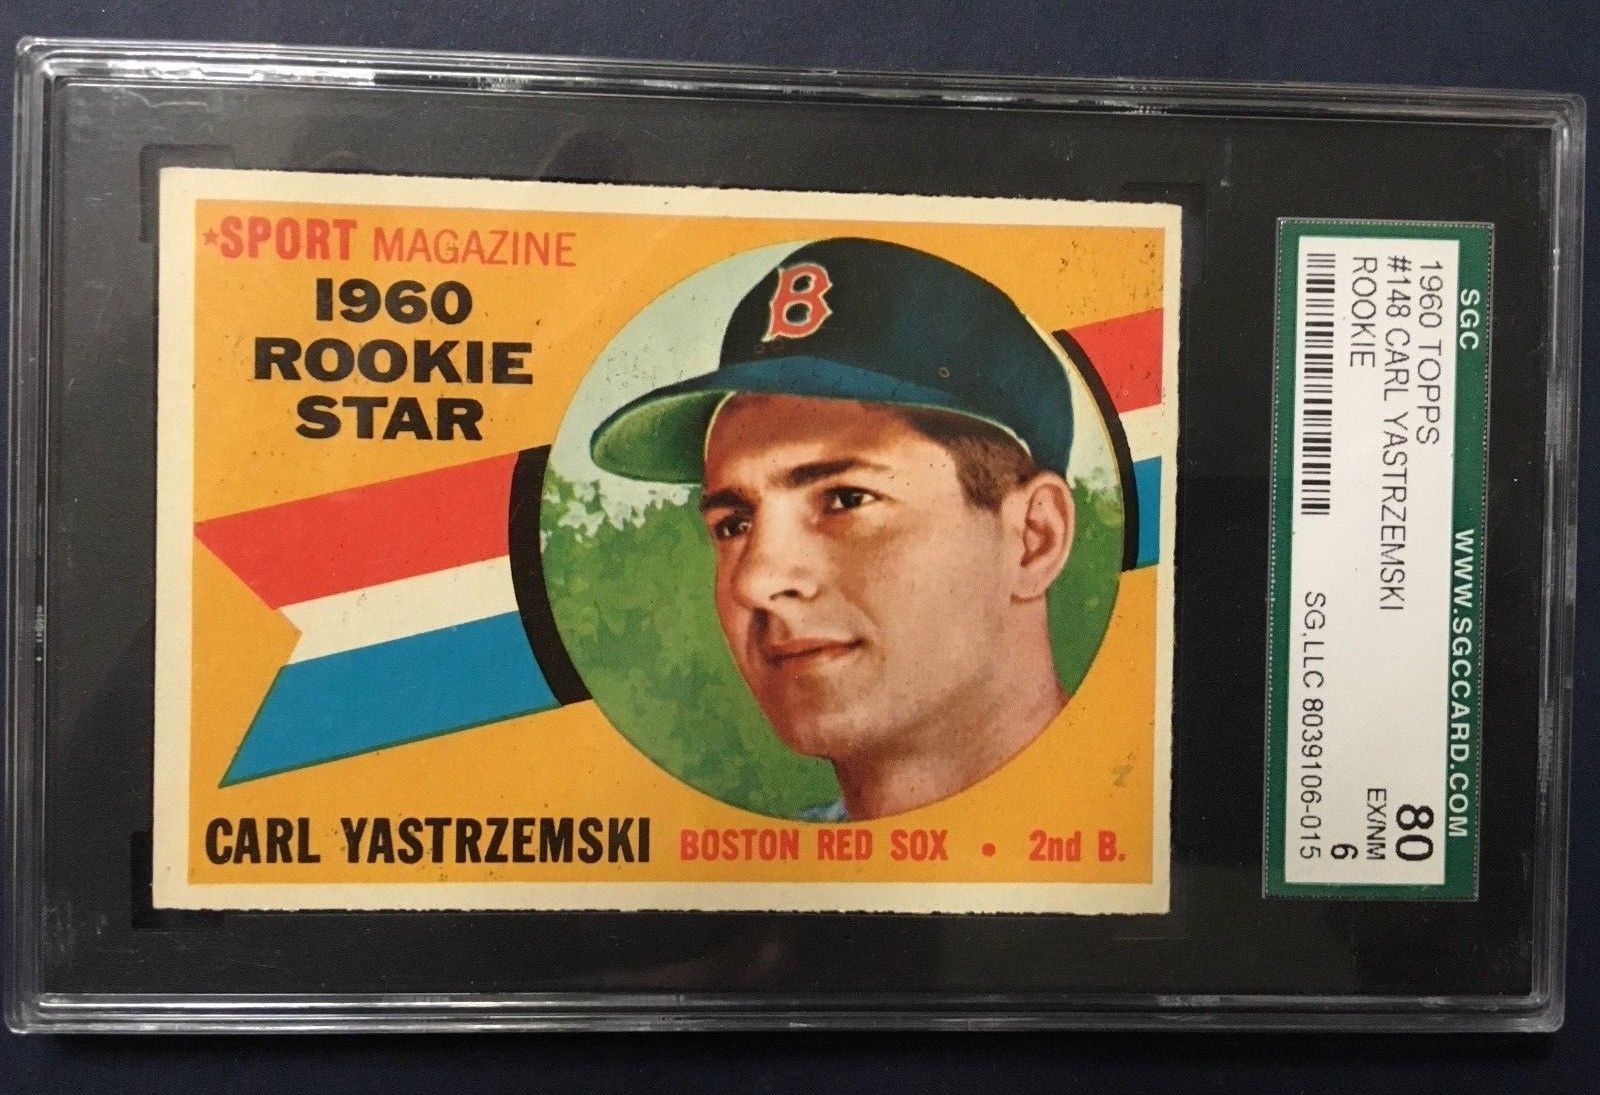 ★SPORT MAGAZINE
1960
ROOKIE
STAR
B
CARL YASTRZEMSKI BOSTON RED SOX • 2nd B.
SGC WWW.SGCCARD.COM
1960 TOPPS 80
#148 CARL YASTRZEMSKI EX/NM
ROOKIE 6
SG,LLC 8039106-015